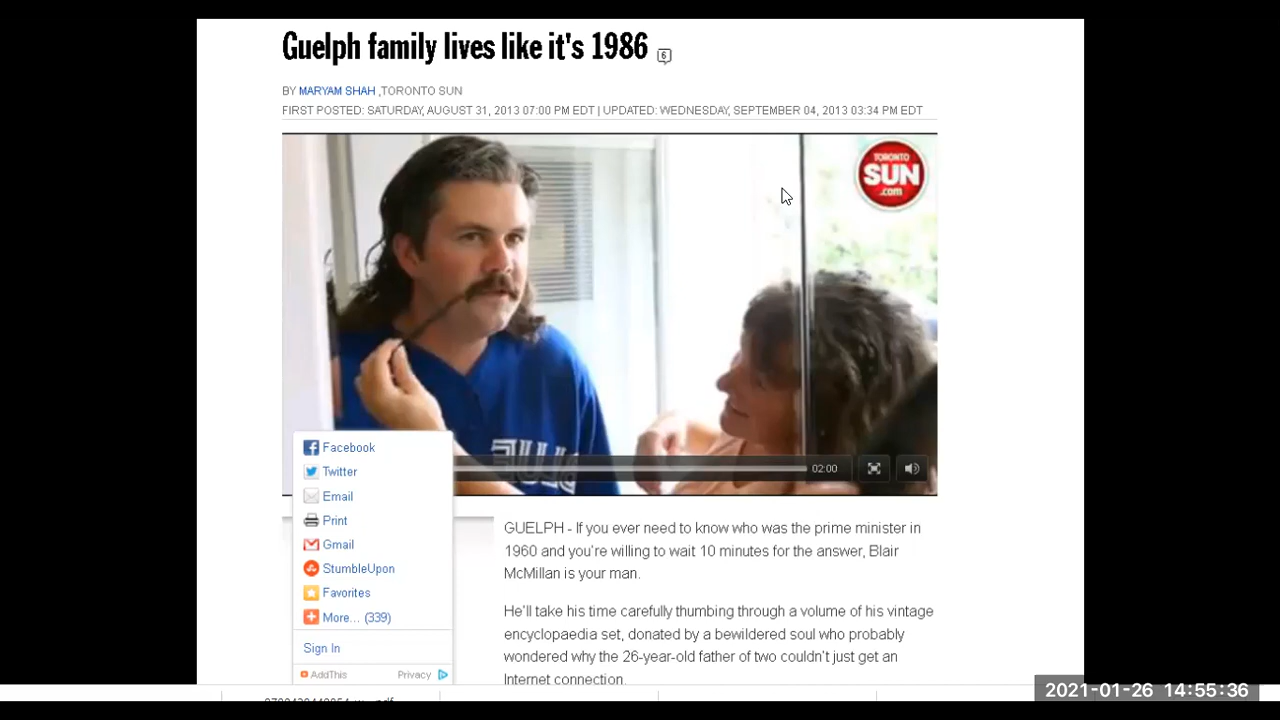 Guelph family lives like it's 1986 6
BY MARYAM SHAH ,TORONTO SUN
FIRST POSTED: SATURDAY, AUGUST 31, 2013 07:00 PM EDT | UPDATED: WEDNESDAY, SEPTEMBER 04, 2013 03:34 PM EDT
TORONTO
SUN
.com
BLUE
02:00
Facebook
Twitter
Email
Print
Gmail
StumbleUpon
Favorites
More... (339)
Sign In
AddThis Privacy
GUELPH - If you ever need to know who was the prime minister in
1960 and you're willing to wait 10 minutes for the answer, Blair
McMillan is your man.
He'll take his time carefully thumbing through a volume of his vintage
encyclopaedia set, donated by a bewildered soul who probably
wondered why the 26-year-old father of two couldn't just get an
Internet connection.
2021-01-26 14:55:36